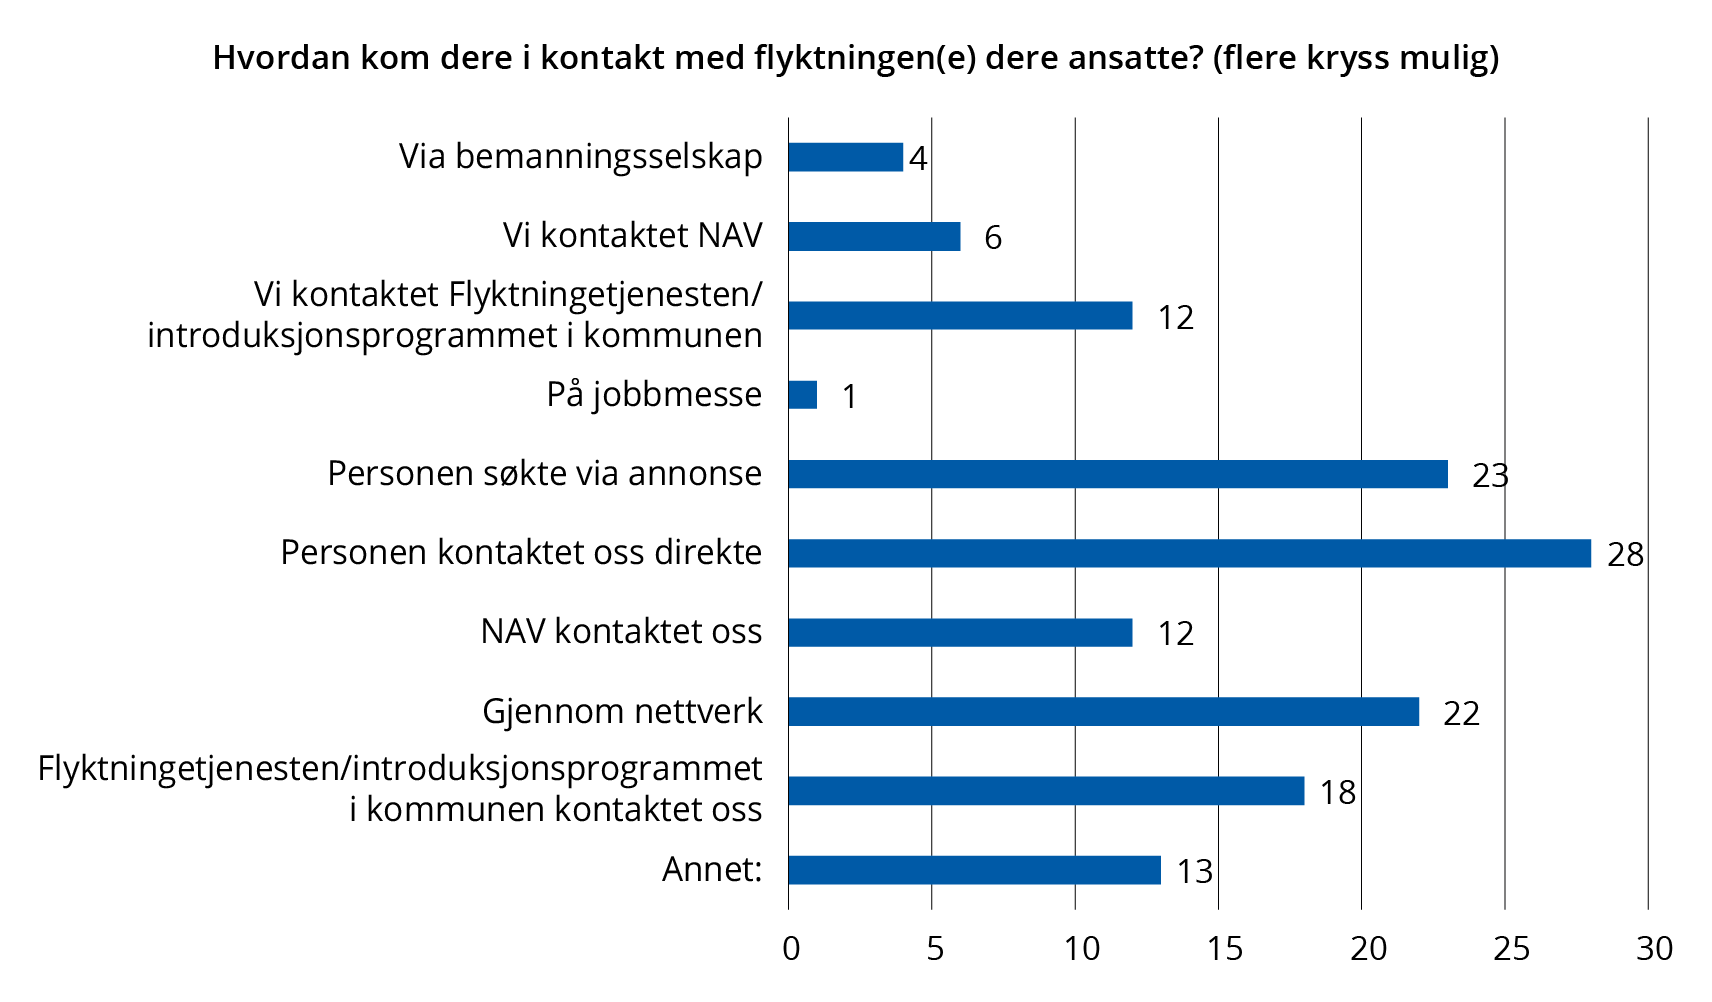 Hvordan kom dere i kontakt med flyktningen(e) dere ansatte? (flere kryss mulig)
Via bemanningsselskap 4
Vi kontaktet NAV 6
Vi kontaktet Flyktningetjenesten/
introduksjonsprogrammet i kommunen 12
På jobbmesse 1
Personen søkte via annonse 23
Personen kontaktet oss direkte 28
NAV kontaktet oss 12
Gjennom nettverk 22
Flyktningetjenesten/introduksjonsprogrammet
i kommunen kontaktet oss 18
Annet: 13
0 5 10 15 20 25 30